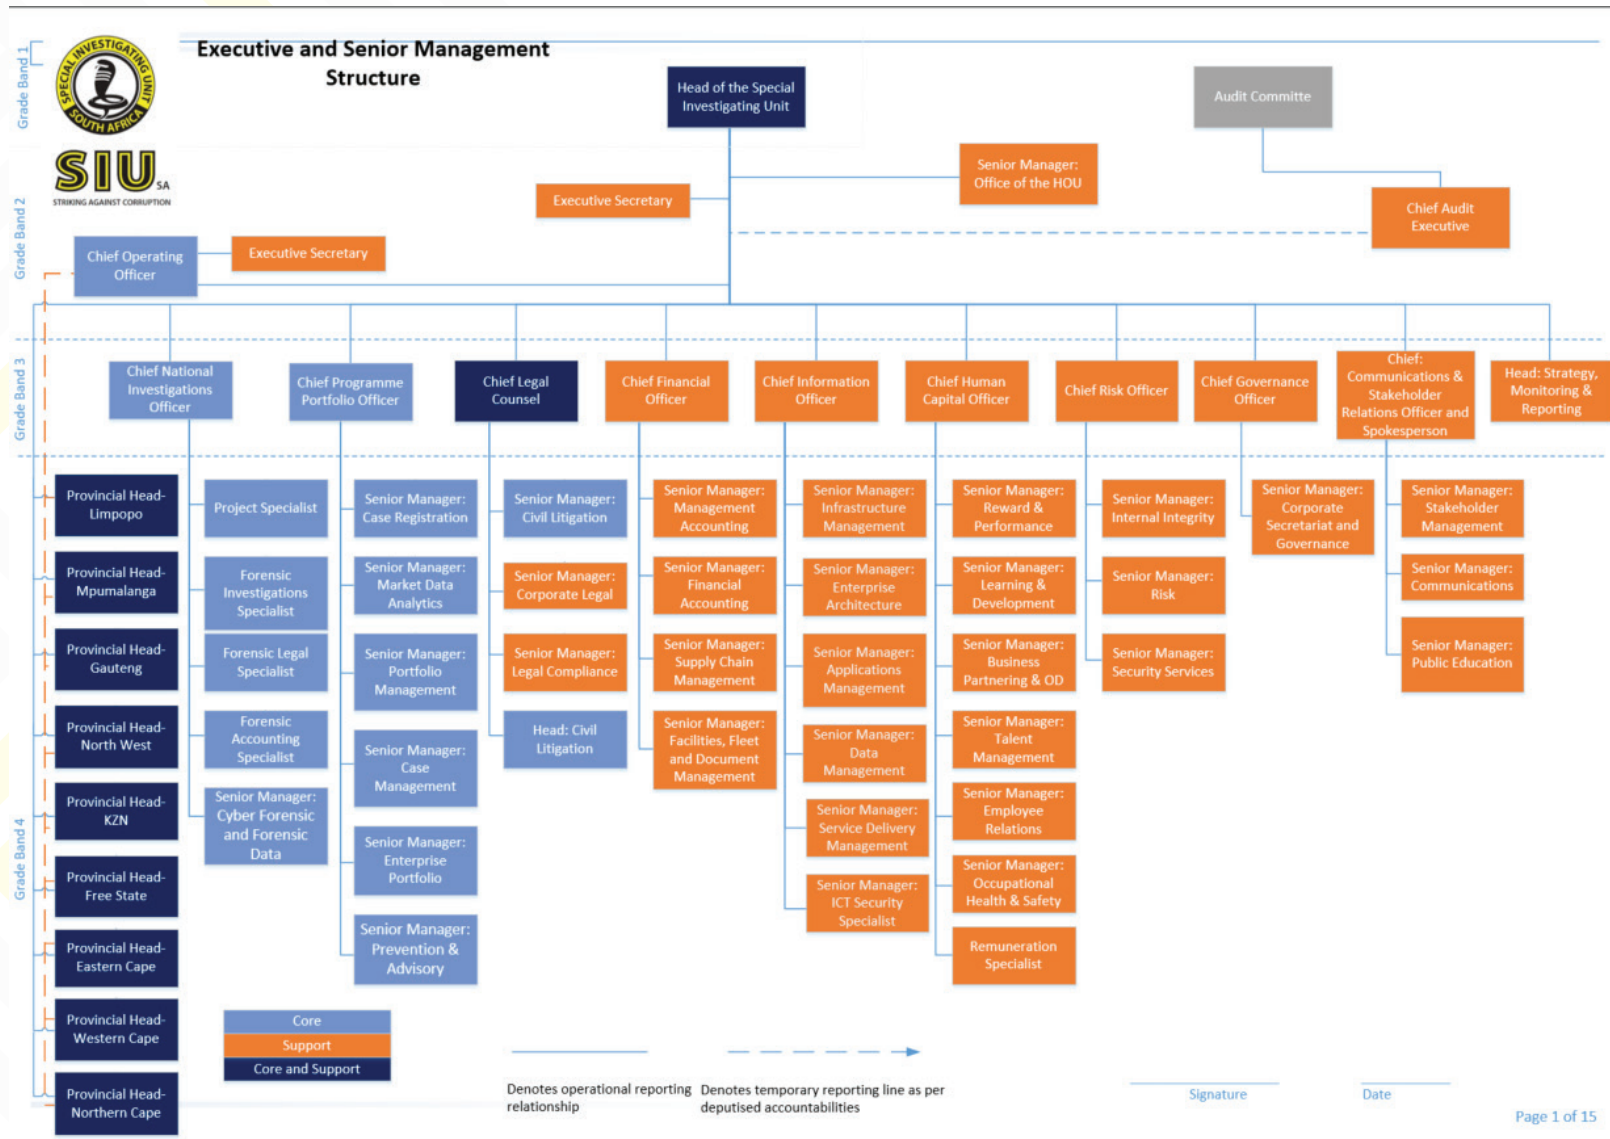 Grade Band 1
SPECIAL INVESTIGATING UNIT
SOUTH AFRICA
SIU SA
STRIKING AGAINST CORRUPTION
Executive and Senior Management
Structure
Head of the Special
Investigating Unit
Audit Committe
Grade Band 2
Senior Manager:
Office of the HOU
Executive Secretary
Chief Audit
Executive
Chief Operating
Officer
Executive Secretary
Grade Band 3
Chief National
Investigations
Officer
Chief Programme
Portfolio Officer
Chief Legal
Counsel
Chief Financial
Officer
Chief Information
Officer
Chief Human
Capital Officer
Chief Risk Officer
Chief Governance
Officer
Chief:
Communications &
Stakeholder
Relations Officer and
Spokesperson
Head: Strategy,
Monitoring &
Reporting
Grade Band 4
Provincial Head-
Limpopo
Provincial Head-
Mpumalanga
Provincial Head-
Gauteng
Provincial Head-
North West
Provincial Head-
KZN
Provincial Head-
Free State
Provincial Head-
Eastern Cape
Provincial Head-
Western Cape
Provincial Head-
Northern Cape
Project Specialist
Forensic
Investigations
Specialist
Forensic Legal
Specialist
Forensic
Accounting
Specialist
Senior Manager:
Cyber Forensic
and Forensic
Data
Senior Manager:
Case Registration
Senior Manager:
Market Data
Analytics
Senior Manager:
Portfolio
Management
Senior Manager:
Case
Management
Senior Manager:
Enterprise
Portfolio
Senior Manager:
Prevention &
Advisory
Senior Manager:
Civil Litigation
Senior Manager:
Corporate Legal
Senior Manager:
Legal Compliance
Head: Civil
Litigation
Senior Manager:
Management
Accounting
Senior Manager:
Financial
Accounting
Senior Manager:
Supply Chain
Management
Senior Manager:
Facilities, Fleet
and Document
Management
Senior Manager:
Infrastructure
Management
Senior Manager:
Enterprise
Architecture
Senior Manager:
Applications
Management
Senior Manager:
Data
Management
Senior Manager:
Service Delivery
Management
Senior Manager:
ICT Security
Specialist
Senior Manager:
Reward &
Performance
Senior Manager:
Learning &
Development
Senior Manager:
Business
Partnering & OD
Senior Manager:
Talent
Management
Senior Manager:
Employee
Relations
Senior Manager:
Occupational
Health & Safety
Remuneration
Specialist
Senior Manager:
Internal Integrity
Senior Manager:
Risk
Senior Manager:
Security Services
Senior Manager:
Corporate
Secretariat and
Governance
Senior Manager:
Stakeholder
Management
Senior Manager:
Communications
Senior Manager:
Public Education
Core
Support
Core and Support
Denotes operational reporting
relationship
Denotes temporary reporting line as per
deputised accountabilities
Signature
Date
Page 1 of 15